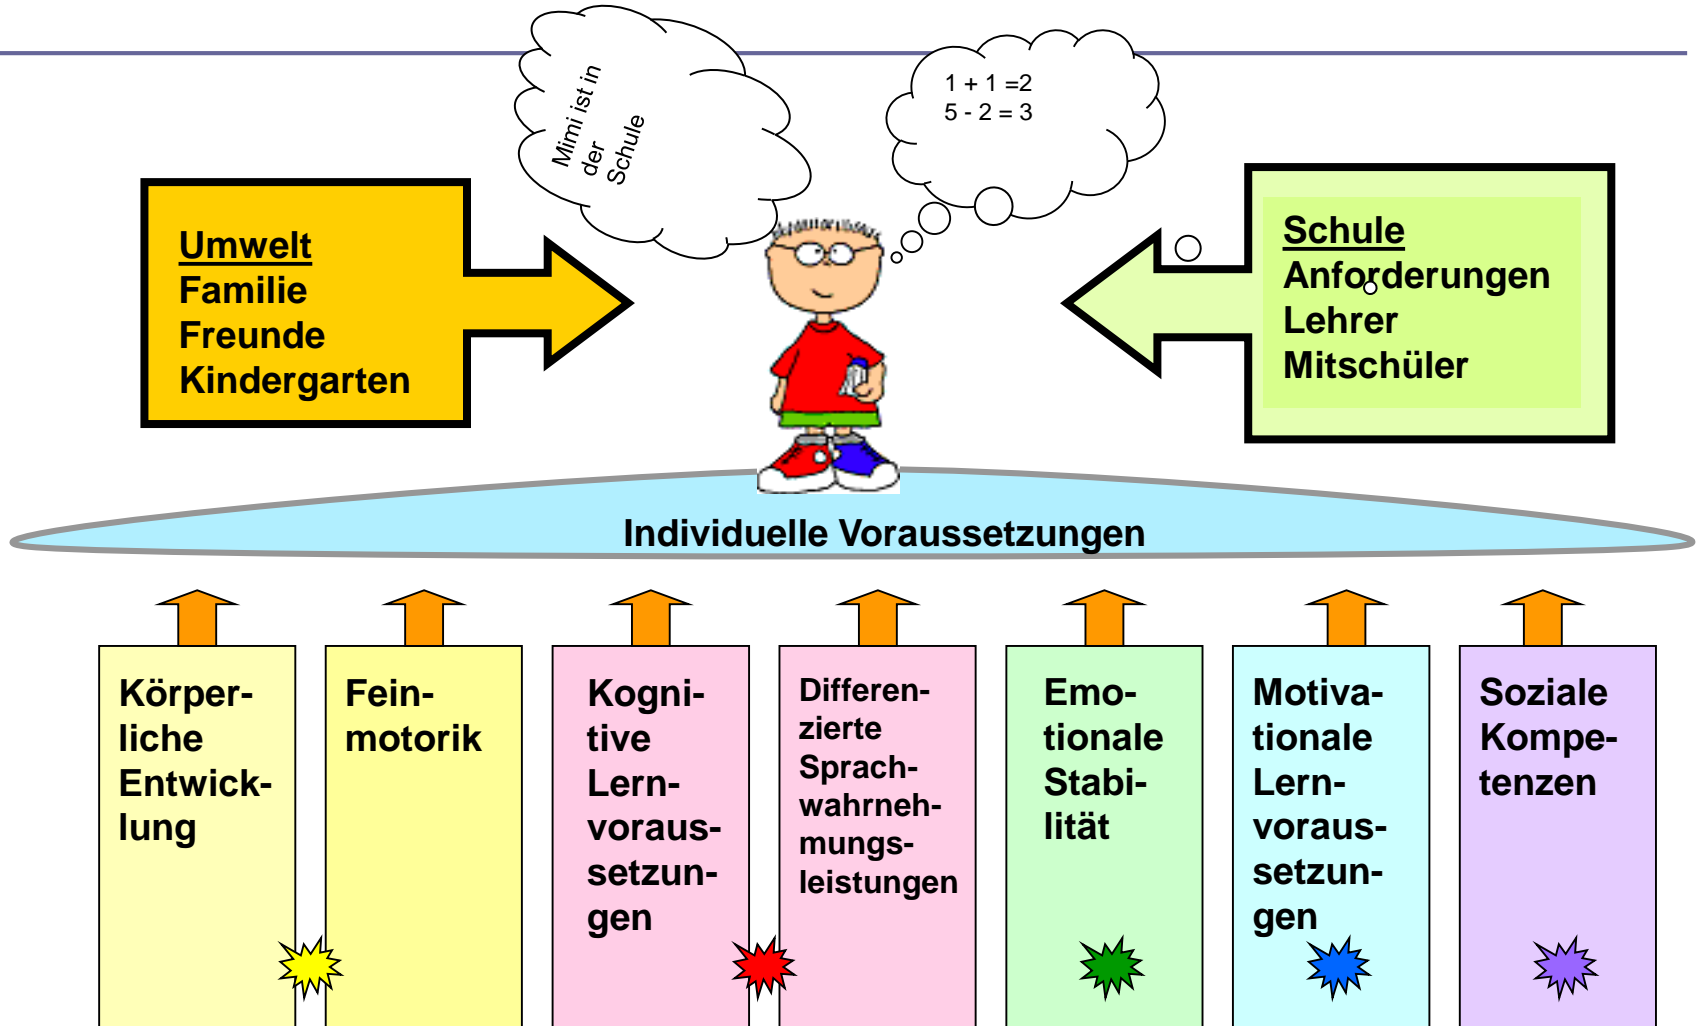 Mimi ist in
der
Schule
1 + 1 =2
5 - 2 = 3
Umwelt
Familie
Freunde
Kindergarten
Schule
Anforderungen
Lehrer
Mitschüler
Individuelle Voraussetzungen
Körper-
liche
Entwick-
lung
Fein-
motorik
Kogni-
tive
Lern-
voraus-
setzun-
gen
Differen-
zierte
Sprach-
wahrneh-
mungs-
leistungen
Emo-
tionale
Stabi-
lität
Motiva-
tionale
Lern-
voraus-
setzun-
gen
Soziale
Kompe-
tenzen